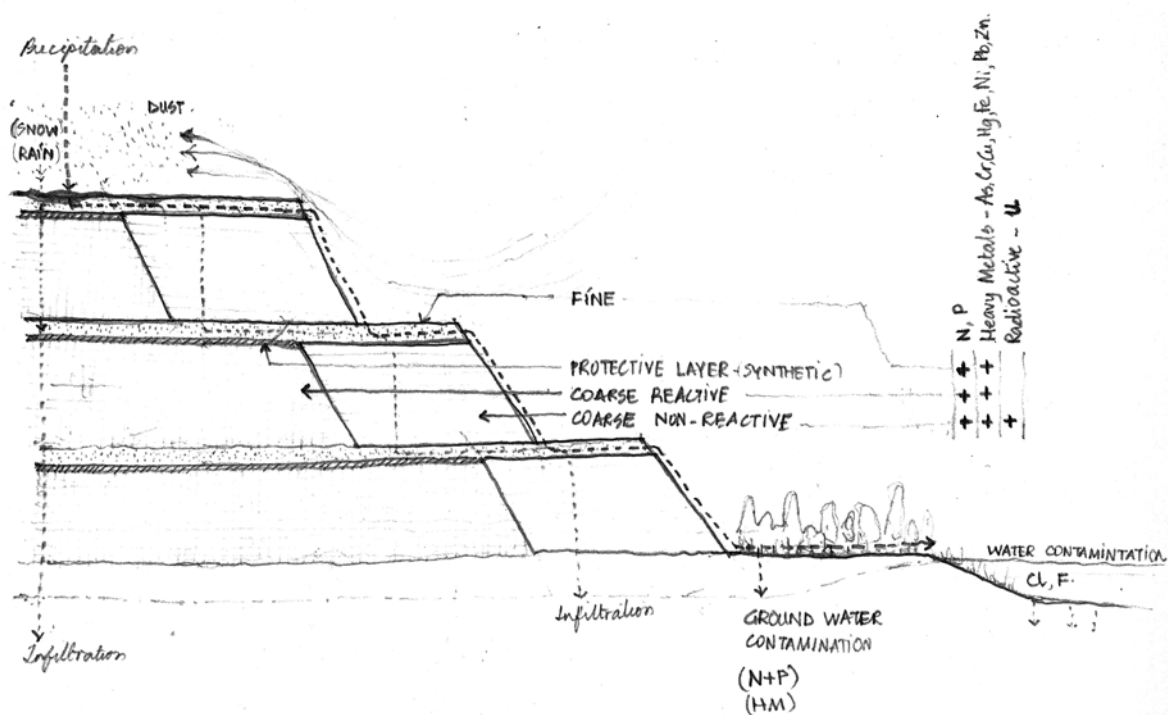 Precipitation
DUST.
(SNOW)
(RAIN)
N, P
Heavy Metals - As, Cr, Cu, Hg, Fe, Ni, Pb, Zn.
Radioactive - U
FINE
PROTECTIVE LAYER (SYNTHETIC)
COARSE REACTIVE
COARSE NON-REACTIVE
+ +
+ +
+ + +
WATER CONTAMINTATION
Cl, F.
Infiltration
Infiltration
GROUND WATER
CONTAMINATION
(N+P)
(HM)